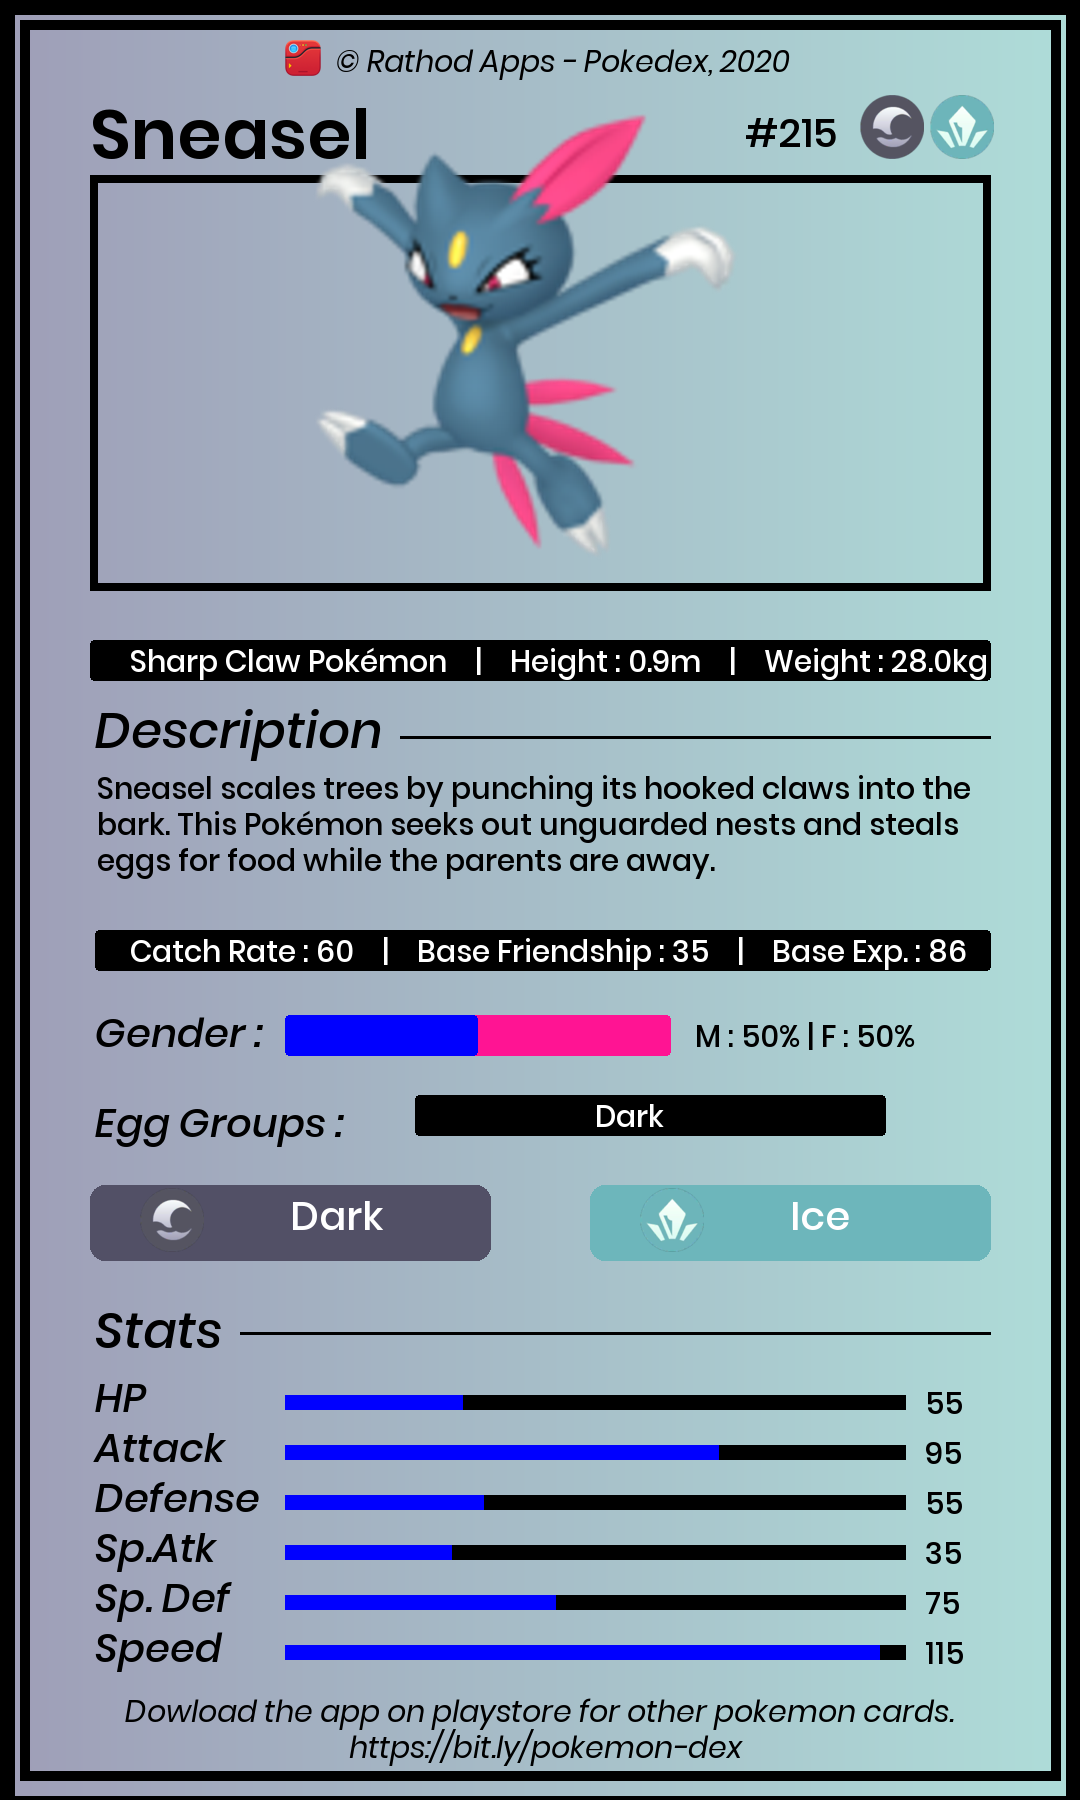 © Rathod Apps - Pokedex, 2020
Sneasel #215
Sharp Claw Pokémon | Height : 0.9m | Weight : 28.0kg
Description
Sneasel scales trees by punching its hooked claws into the
bark. This Pokémon seeks out unguarded nests and steals
eggs for food while the parents are away.
Catch Rate : 60 | Base Friendship : 35 | Base Exp. : 86
Gender : M : 50% | F : 50%
Egg Groups : Dark
Dark Ice
Stats
HP 55
Attack 95
Defense 55
Sp.Atk 35
Sp. Def 75
Speed 115
Dowload the app on playstore for other pokemon cards.
https://bit.ly/pokemon-dex